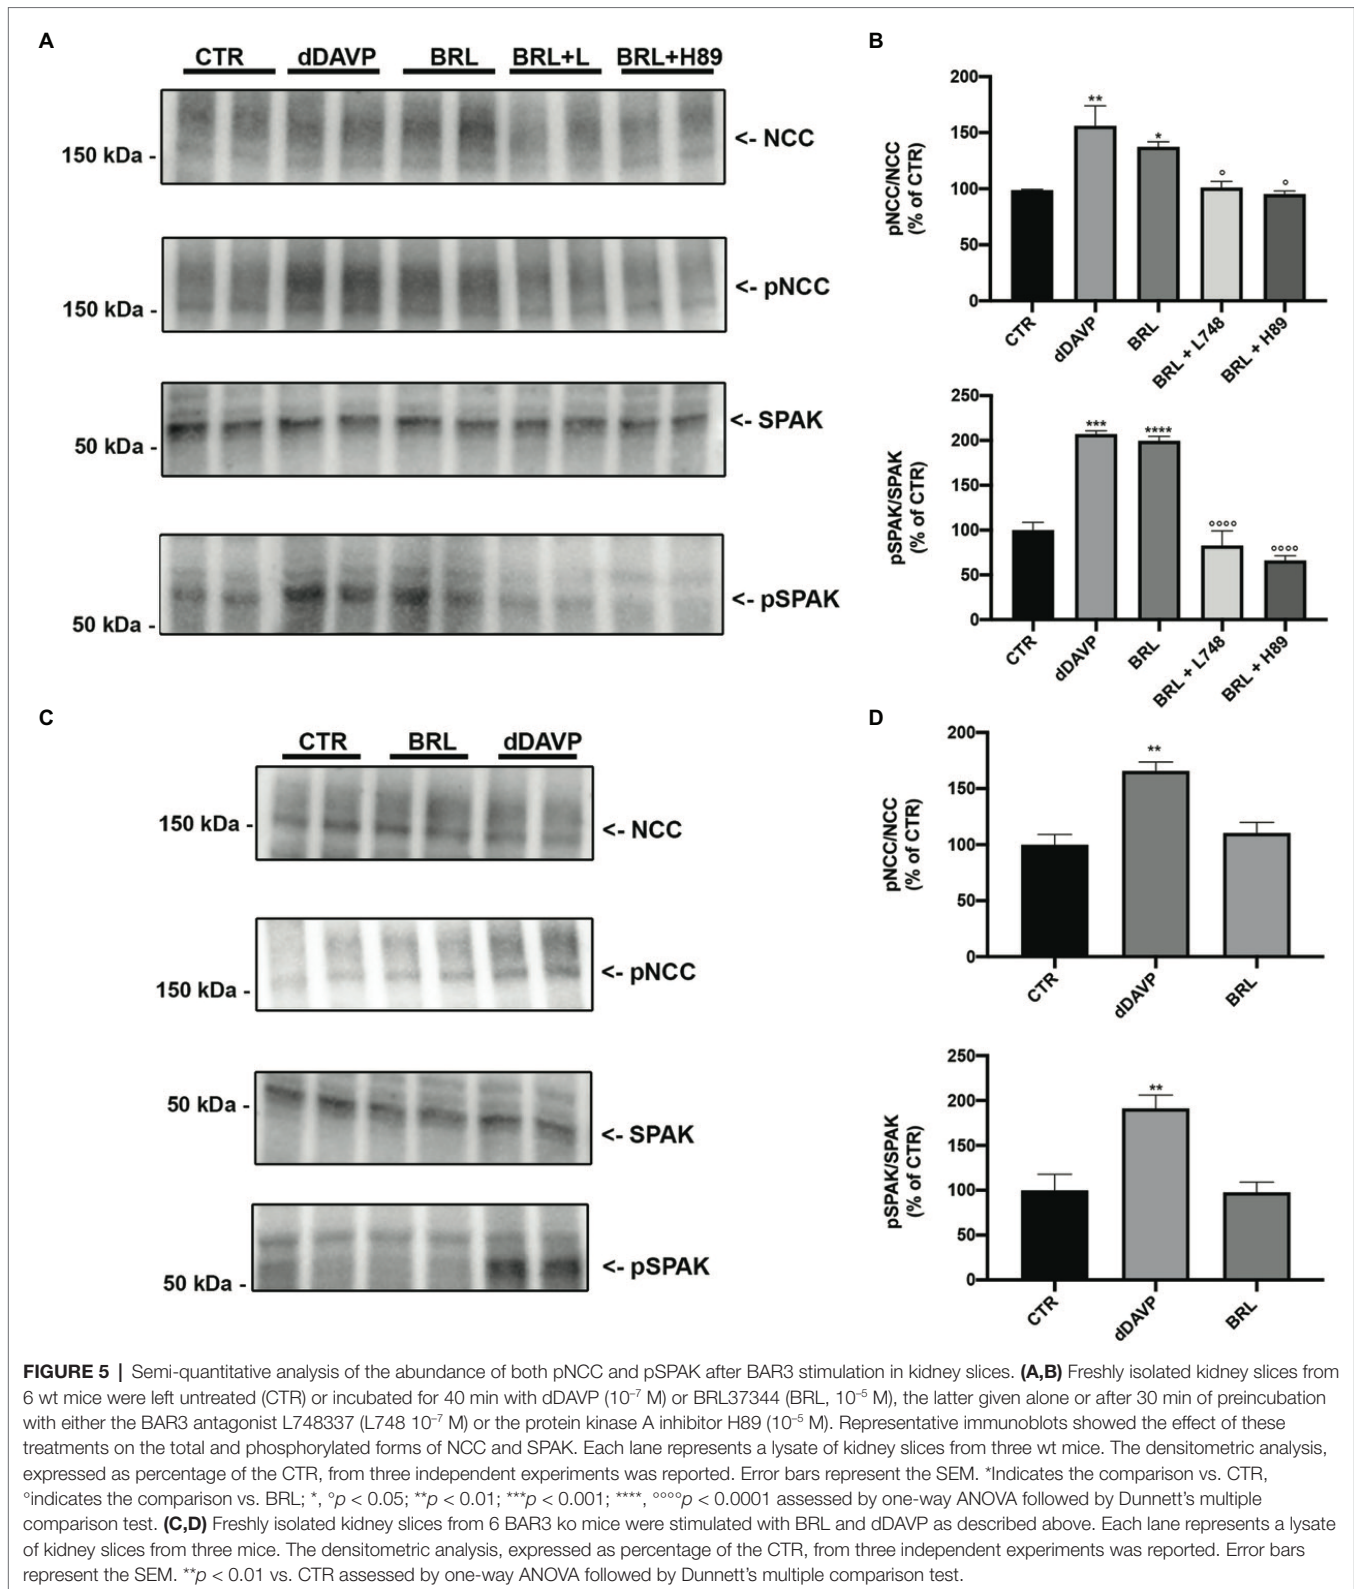 A
CTR dDAVP BRL BRL+L BRL+H89
<- NCC
150 kDa -
<- pNCC
150 kDa -
<- SPAK
50 kDa -
<- pSPAK
50 kDa -
B
200
150
100
50
0
pNCC/NCC
(% of CTR)
** * ° °
CTR dDAVP BRL BRL + L748 BRL + H89
250
200
150
100
50
0
pSPAK/SPAK
(% of CTR)
*** **** °°°° °°°°
CTR dDAVP BRL BRL + L748 BRL + H89
C
CTR BRL dDAVP
150 kDa -
<- NCC
<- pNCC
150 kDa -
50 kDa -
<- SPAK
<- pSPAK
50 kDa -
D
200
150
100
50
0
pNCC/NCC
(% of CTR)
**
CTR dDAVP BRL
250
200
150
100
50
0
pSPAK/SPAK
(% of CTR)
**
CTR dDAVP BRL
FIGURE 5 | Semi-quantitative analysis of the abundance of both pNCC and pSPAK after BAR3 stimulation in kidney slices. (A,B) Freshly isolated kidney slices from
6 wt mice were left untreated (CTR) or incubated for 40 min with dDAVP (10⁻⁷ M) or BRL37344 (BRL, 10⁻⁵ M), the latter given alone or after 30 min of preincubation
with either the BAR3 antagonist L748337 (L748 10⁻⁷ M) or the protein kinase A inhibitor H89 (10⁻⁵ M). Representative immunoblots showed the effect of these
treatments on the total and phosphorylated forms of NCC and SPAK. Each lane represents a lysate of kidney slices from three wt mice. The densitometric analysis,
expressed as percentage of the CTR, from three independent experiments was reported. Error bars represent the SEM. *Indicates the comparison vs. CTR,
°indicates the comparison vs. BRL; *, °p < 0.05; **p < 0.01; ***p < 0.001; ****, °°°°p < 0.0001 assessed by one-way ANOVA followed by Dunnett's multiple
comparison test. (C,D) Freshly isolated kidney slices from 6 BAR3 ko mice were stimulated with BRL and dDAVP as described above. Each lane represents a lysate
of kidney slices from three mice. The densitometric analysis, expressed as percentage of the CTR, from three independent experiments was reported. Error bars
represent the SEM. **p < 0.01 vs. CTR assessed by one-way ANOVA followed by Dunnett's multiple comparison test.